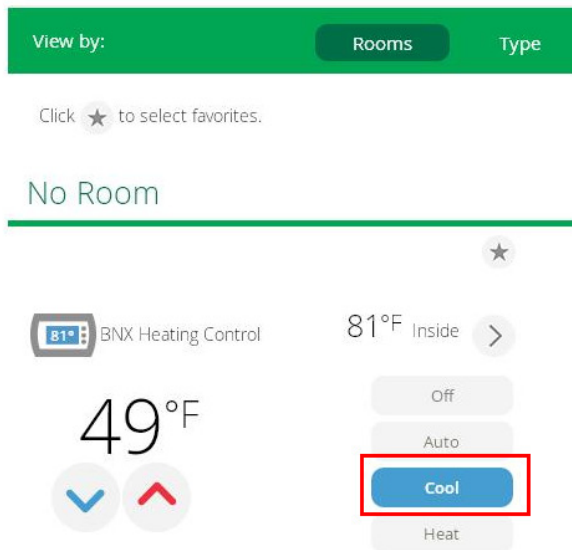 View by: Rooms Type
Click ★ to select favorites.
No Room
★
81° BNX Heating Control 81°F Inside >
49°F
Off
Auto
Cool
Heat